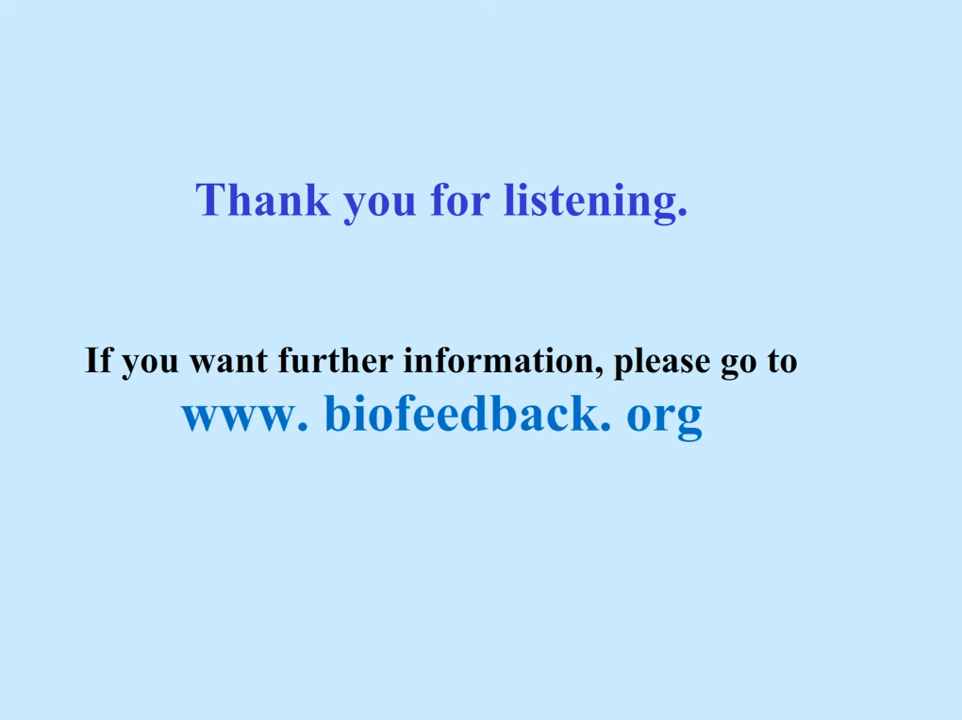 Thank you for listening.
If you want further information, please go to
www. biofeedback. org